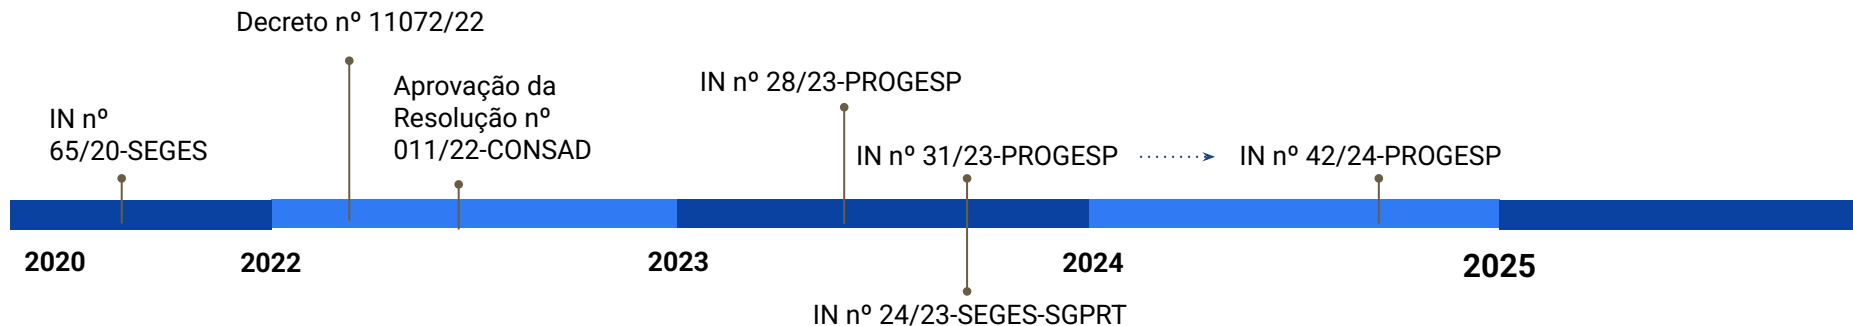 Decreto nº 11072/22
IN nº
65/20-SEGES
Aprovação da
Resolução nº
011/22-CONSAD
IN nº 28/23-PROGESP
IN nº 31/23-PROGESP
IN nº 42/24-PROGESP
2020
2022
2023
2024
2025
IN nº 24/23-SEGES-SGPRT